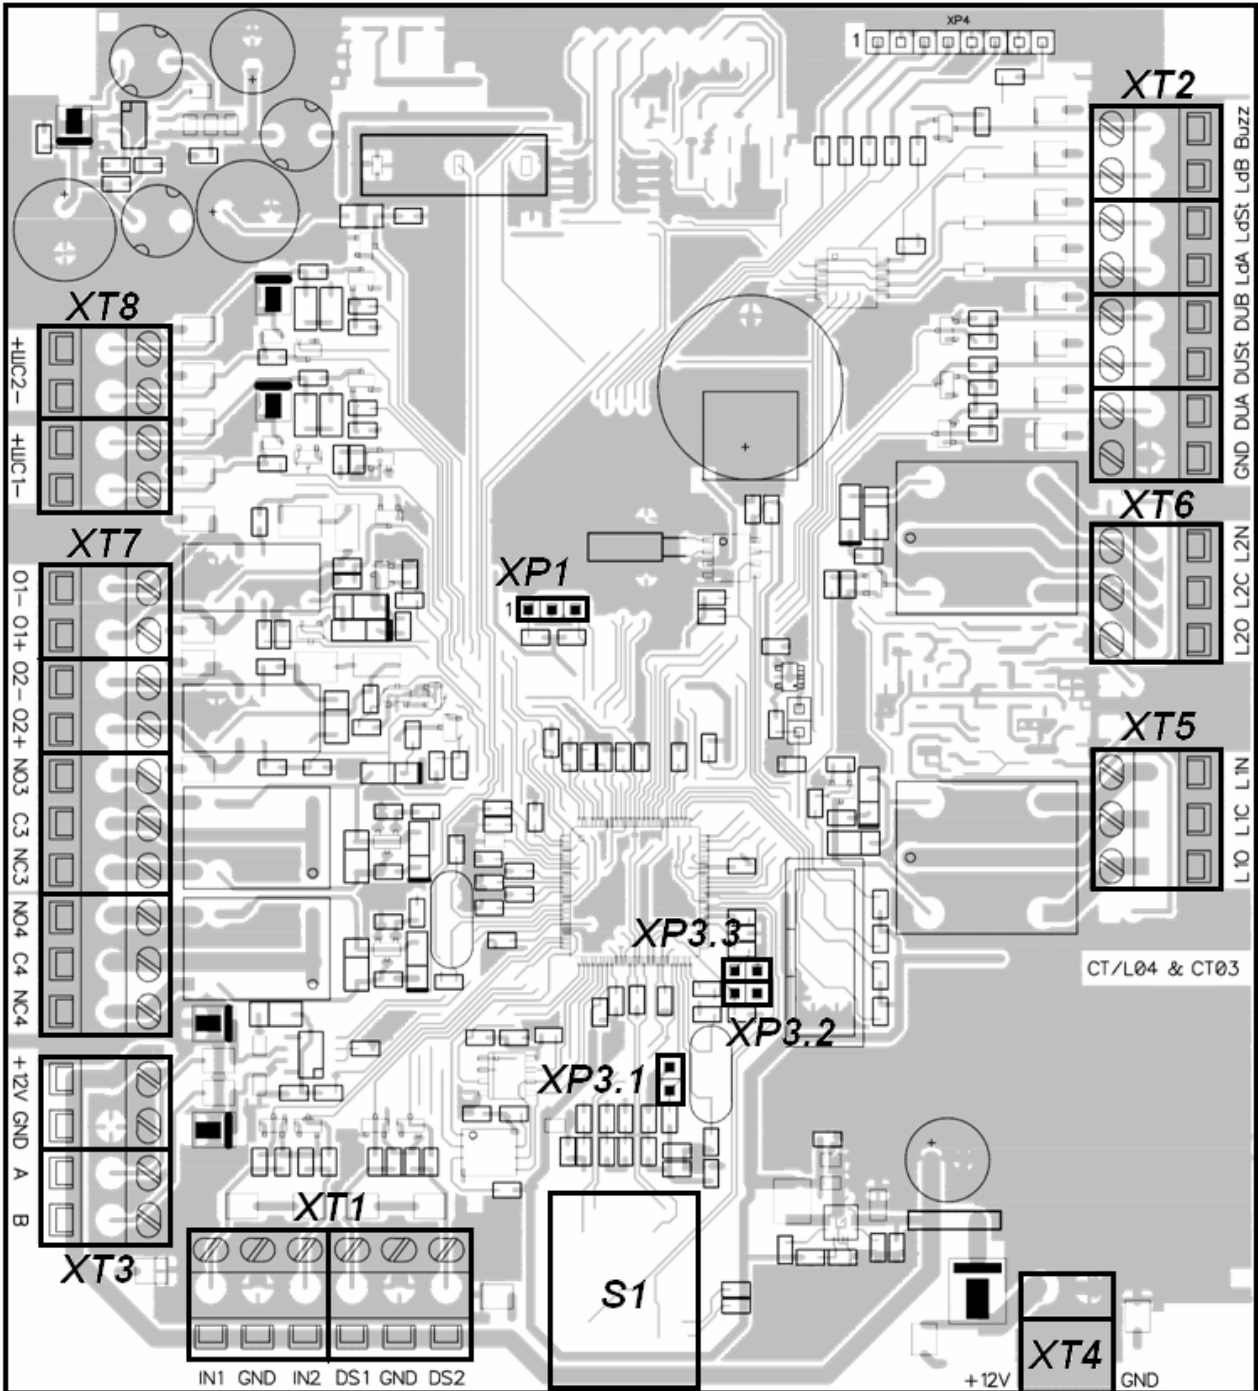 XP4
1
XT2
GND DUA DUSt DUB LdA LdSt LdB Buzz
XT8
+ШС2-
+ШС1-
XT6
L2O L2C L2N
XT7
O1- O1+ O2- O2+ NO3 C3 NC3 NO4 C4 NC4
XP1
1
XT5
L1O L1C L1N
XP3.3
CT/L04 & CT03
XP3.2
XP3.1
+12V GND A B
XT3
XT1
IN1 GND IN2 DS1 GND DS2
S1
XT4
+12V GND